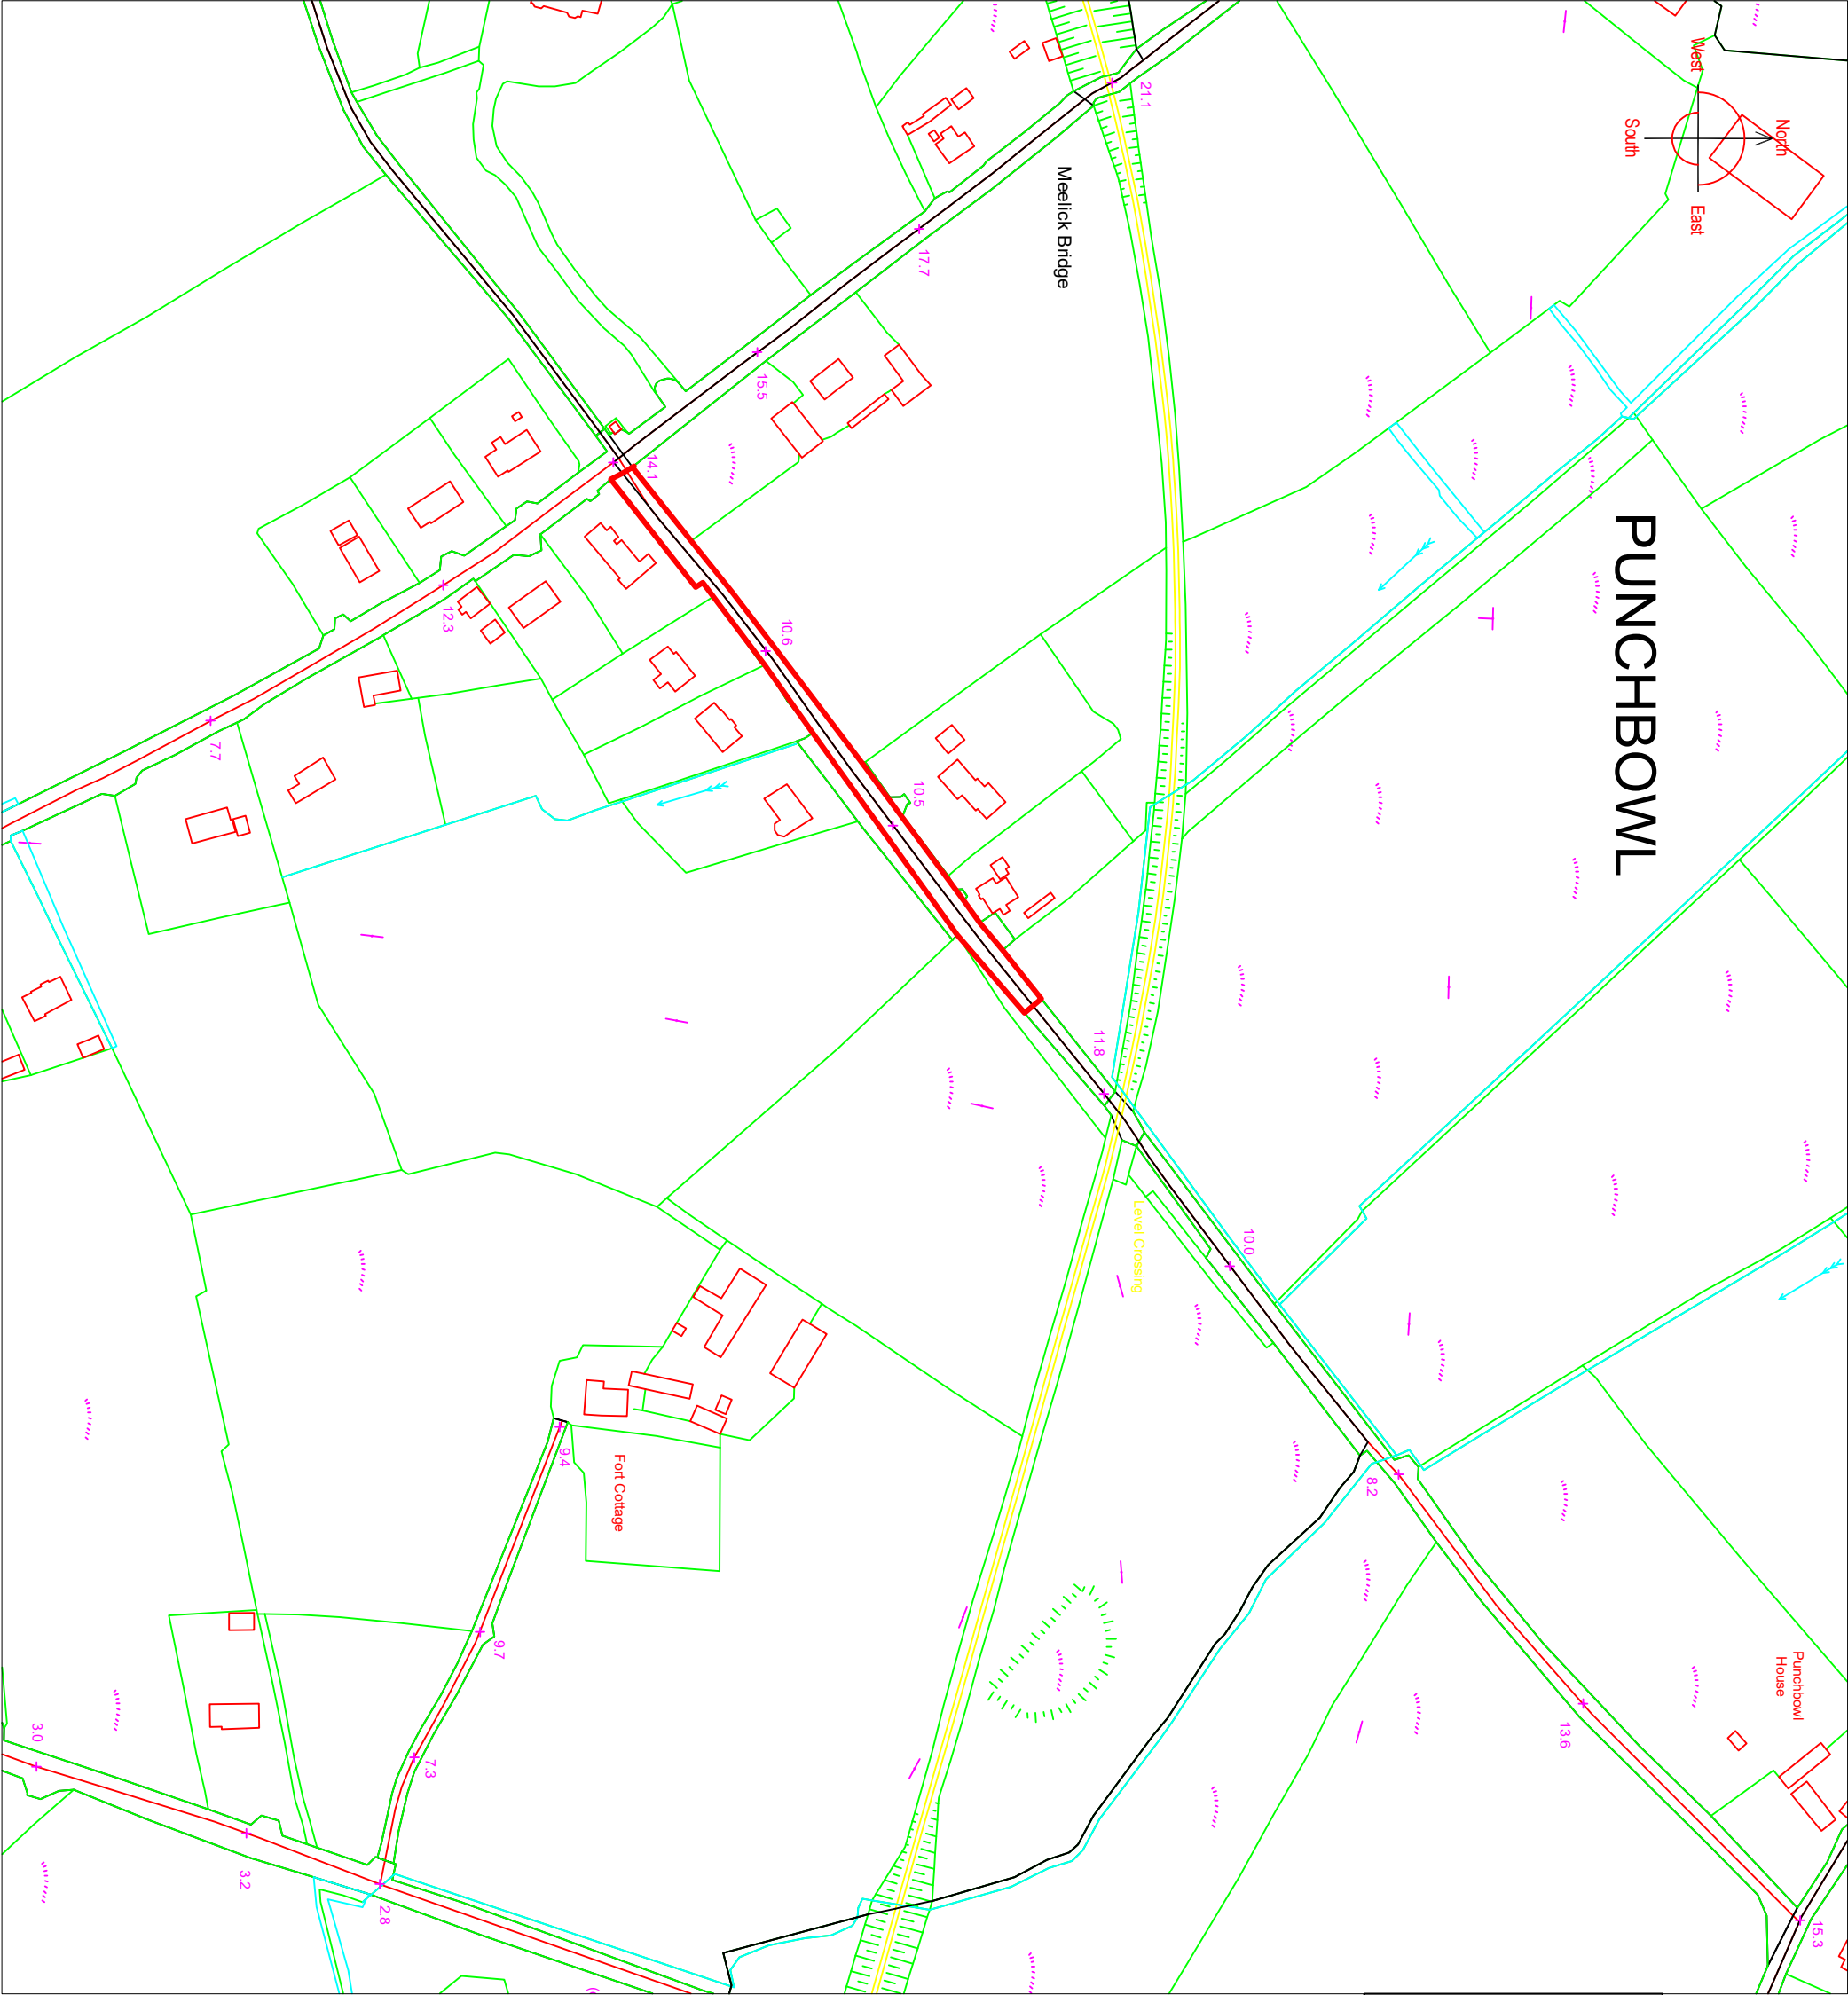 West
North
South
East
PUNCHBOWL
Meelick Bridge
21.1
17.7
15.5
14.1
12.3
10.6
7.7
10.5
11.8
Level Crossing
10.0
8.2
9.4
Fort Cottage
9.7
7.3
Punchbowl
House
13.6
3.0
3.2
2.8
15.3